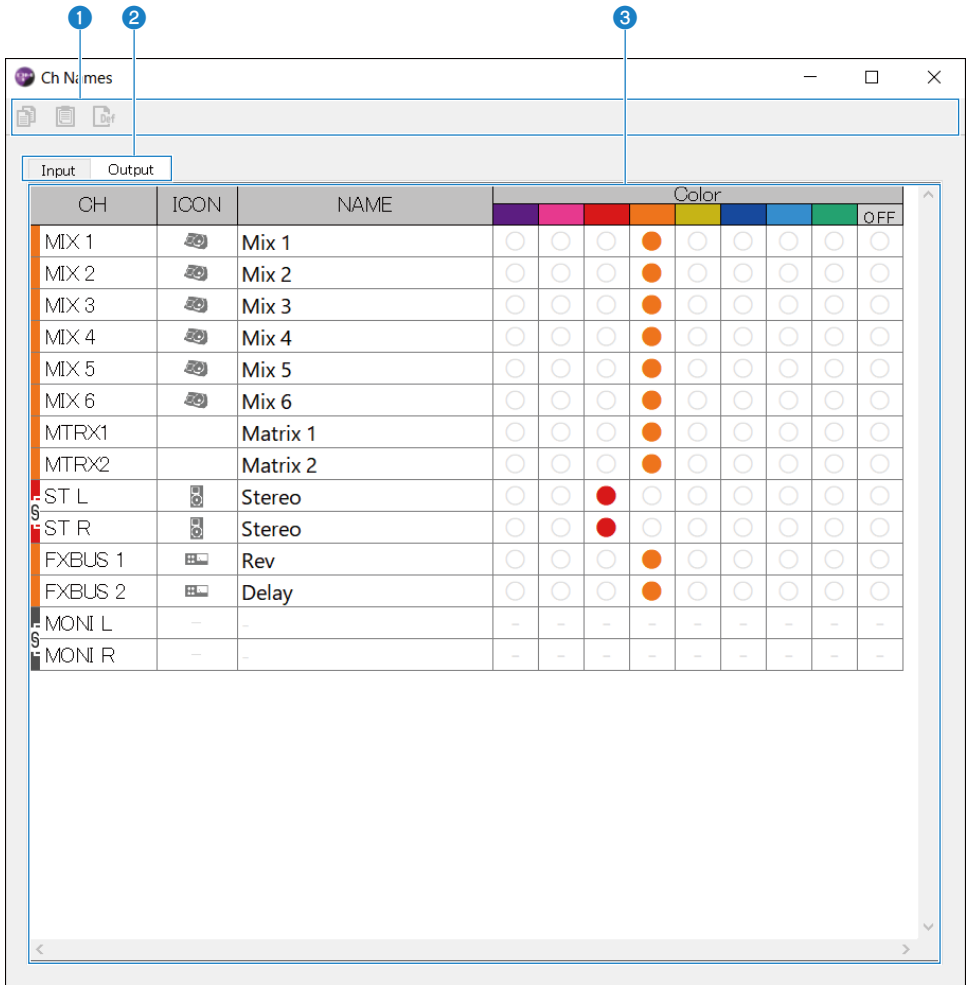 1 2 3
Ch Names
Def
Input Output
CH ICON NAME Color
OFF
MIX 1 Mix 1
MIX 2 Mix 2
MIX 3 Mix 3
MIX 4 Mix 4
MIX 5 Mix 5
MIX 6 Mix 6
MTRX1 Matrix 1
MTRX2 Matrix 2
ST L Stereo
ST R Stereo
FXBUS 1 Rev
FXBUS 2 Delay
MONI L - - - - - - - - - - -
MONI R - - - - - - - - - - -